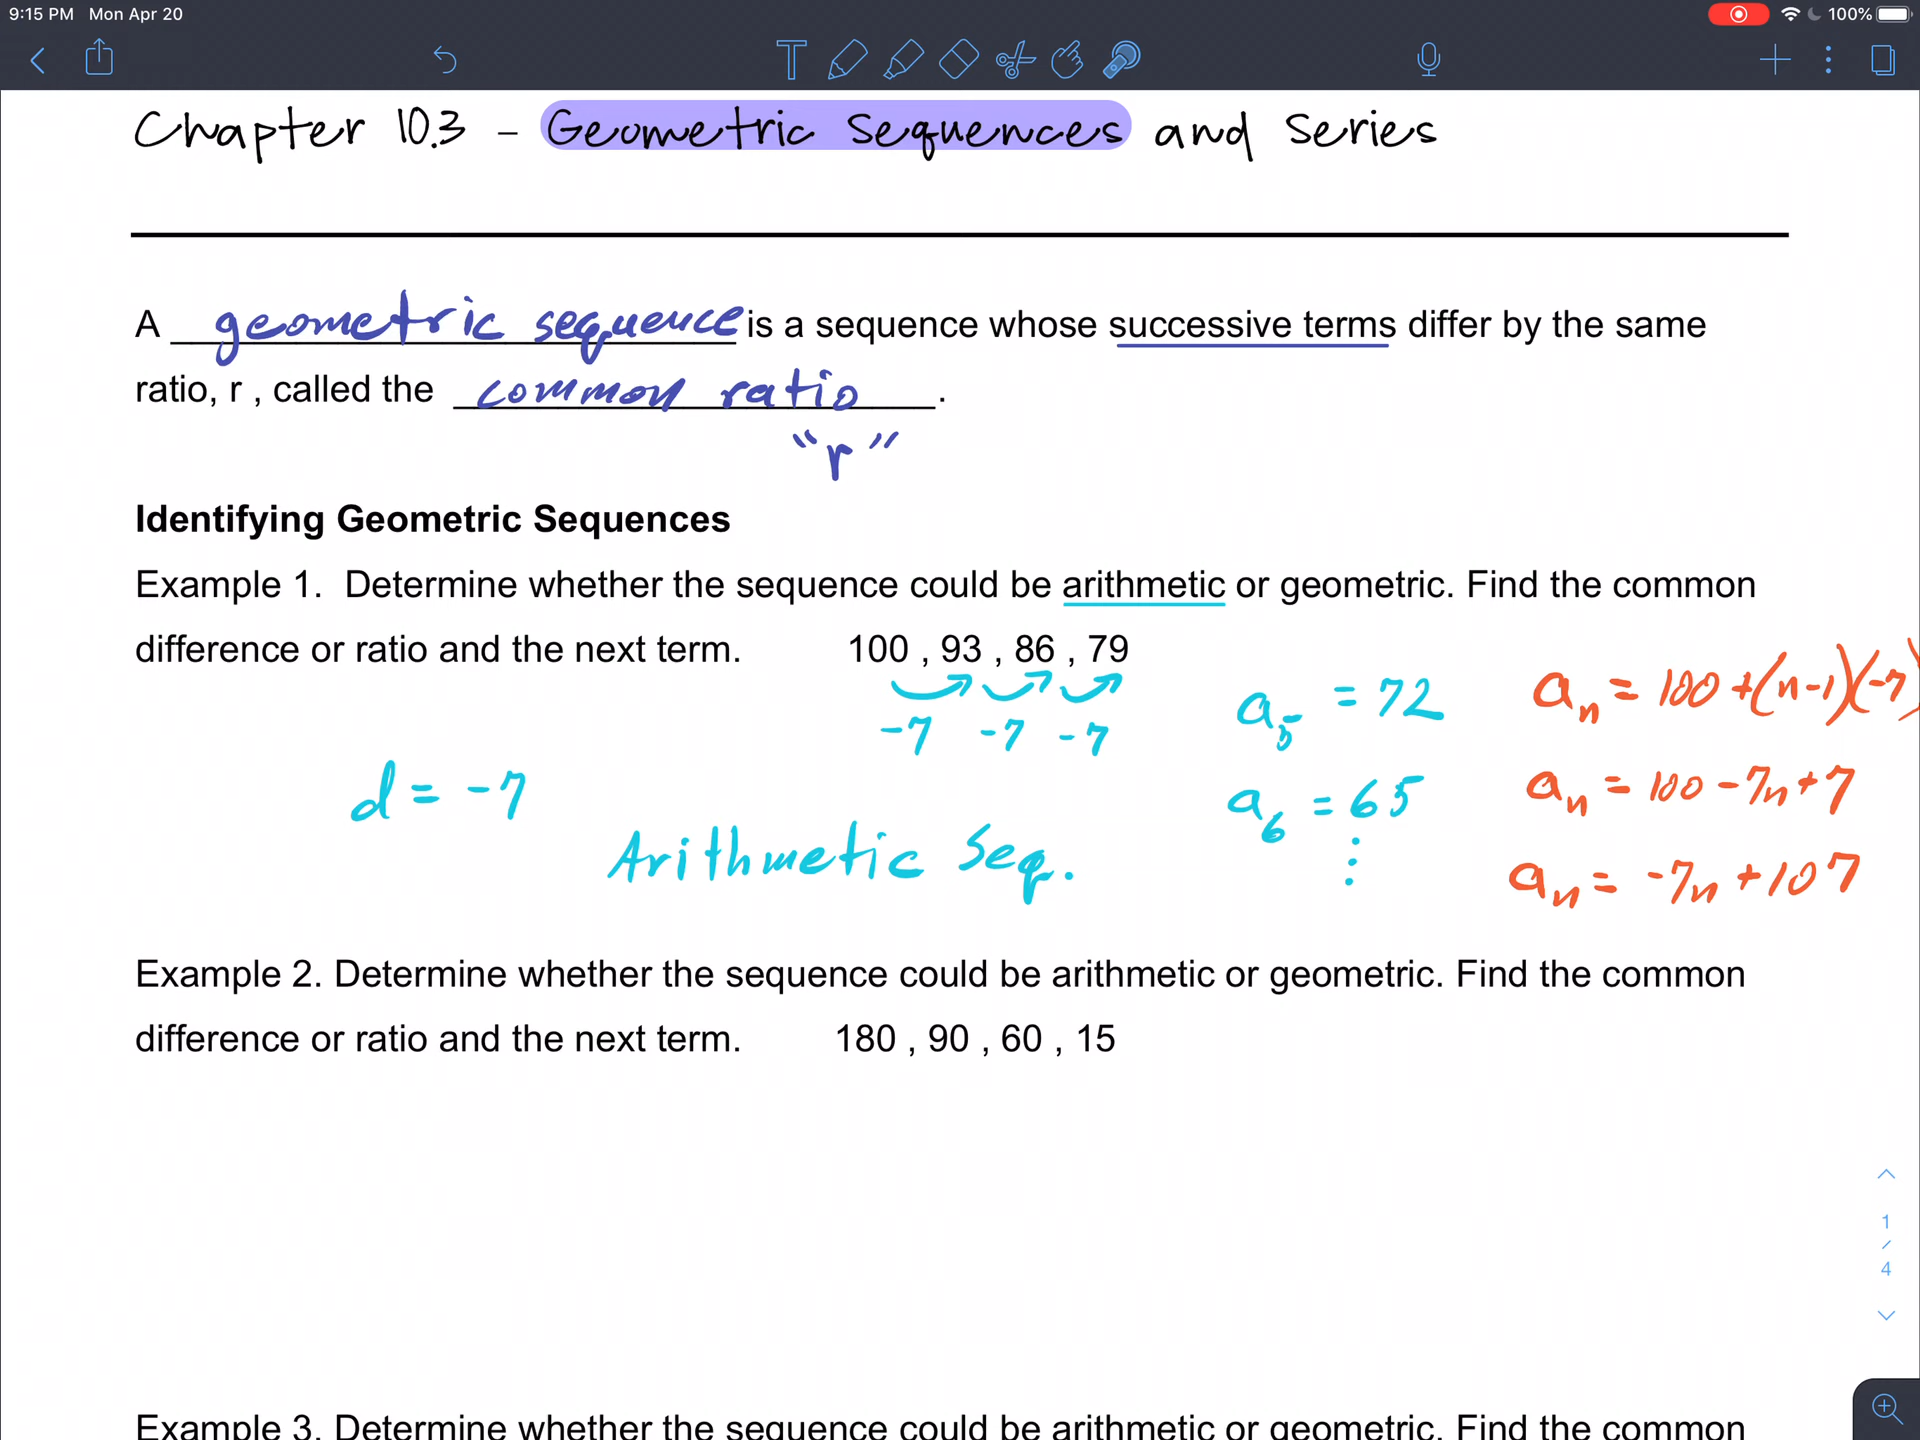 9:15 PM Mon Apr 20
100%
Chapter 10.3 - Geometric Sequences and Series
A geometric sequence is a sequence whose successive terms differ by the same
ratio, r , called the common ratio.
"r"
Identifying Geometric Sequences
Example 1. Determine whether the sequence could be arithmetic or geometric. Find the common
difference or ratio and the next term. 100 , 93 , 86 , 79
-7 -7 -7
d = -7
Arithmetic Seq.
a₅ = 72
a₆ = 65
⋮
aₙ = 100 + (n-1)(-7)
aₙ = 100 - 7n + 7
aₙ = -7n + 107
Example 2. Determine whether the sequence could be arithmetic or geometric. Find the common
difference or ratio and the next term. 180 , 90 , 60 , 15
1
/
4
Example 3. Determine whether the sequence could be arithmetic or geometric. Find the common